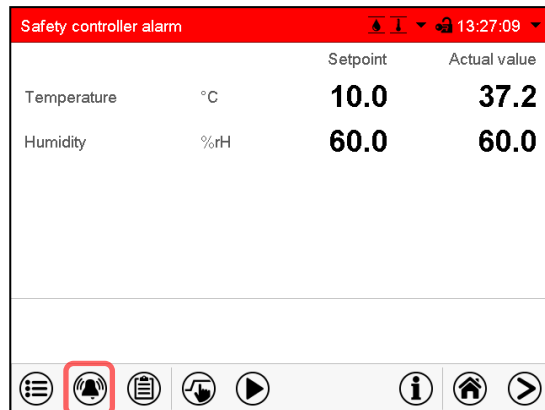 Safety controller alarm 13:27:09
Setpoint Actual value
Temperature °C 10.0 37.2
Humidity %rH 60.0 60.0